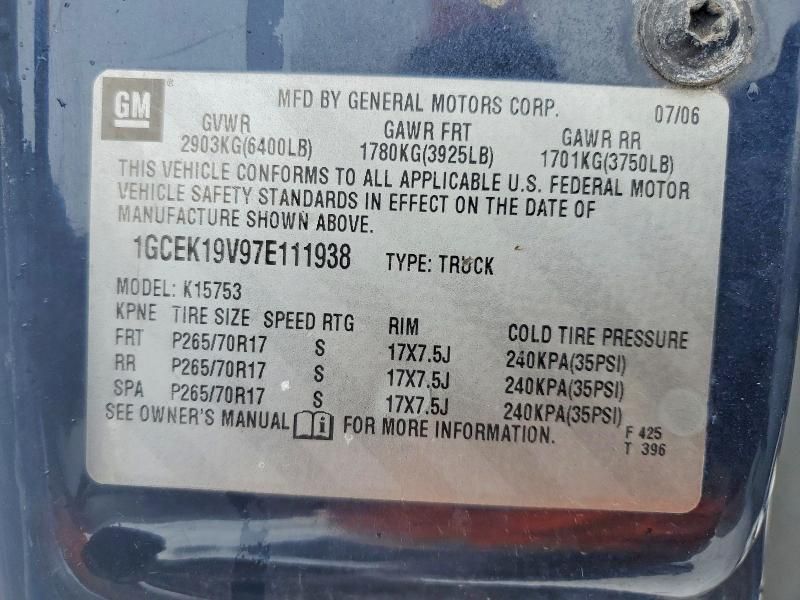 GM
MFD BY GENERAL MOTORS CORP. 07/06
GVWR GAWR FRT GAWR RR
2903KG(6400LB) 1780KG(3925LB) 1701KG(3750LB)
THIS VEHICLE CONFORMS TO ALL APPLICABLE U.S. FEDERAL MOTOR
VEHICLE SAFETY STANDARDS IN EFFECT ON THE DATE OF
MANUFACTURE SHOWN ABOVE.
1GCEK19V97E111938 TYPE: TRUCK
MODEL: K15753
KPNE TIRE SIZE SPEED RTG RIM COLD TIRE PRESSURE
FRT P265/70R17 S 17X7.5J 240KPA(35PSI)
RR P265/70R17 S 17X7.5J 240KPA(35PSI)
SPA P265/70R17 S 17X7.5J 240KPA(35PSI)
SEE OWNER'S MANUAL i FOR MORE INFORMATION.
F 425
T 396